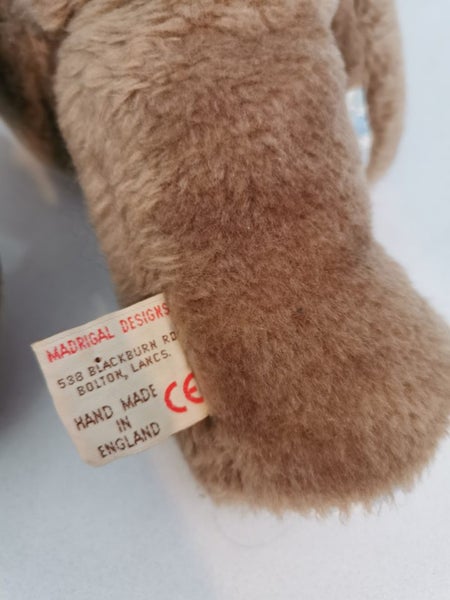 MADRIGAL DESIGNS
538 BLACKBURN RD
BOLTON, LANCS.
HAND MADE
IN
ENGLAND
CE